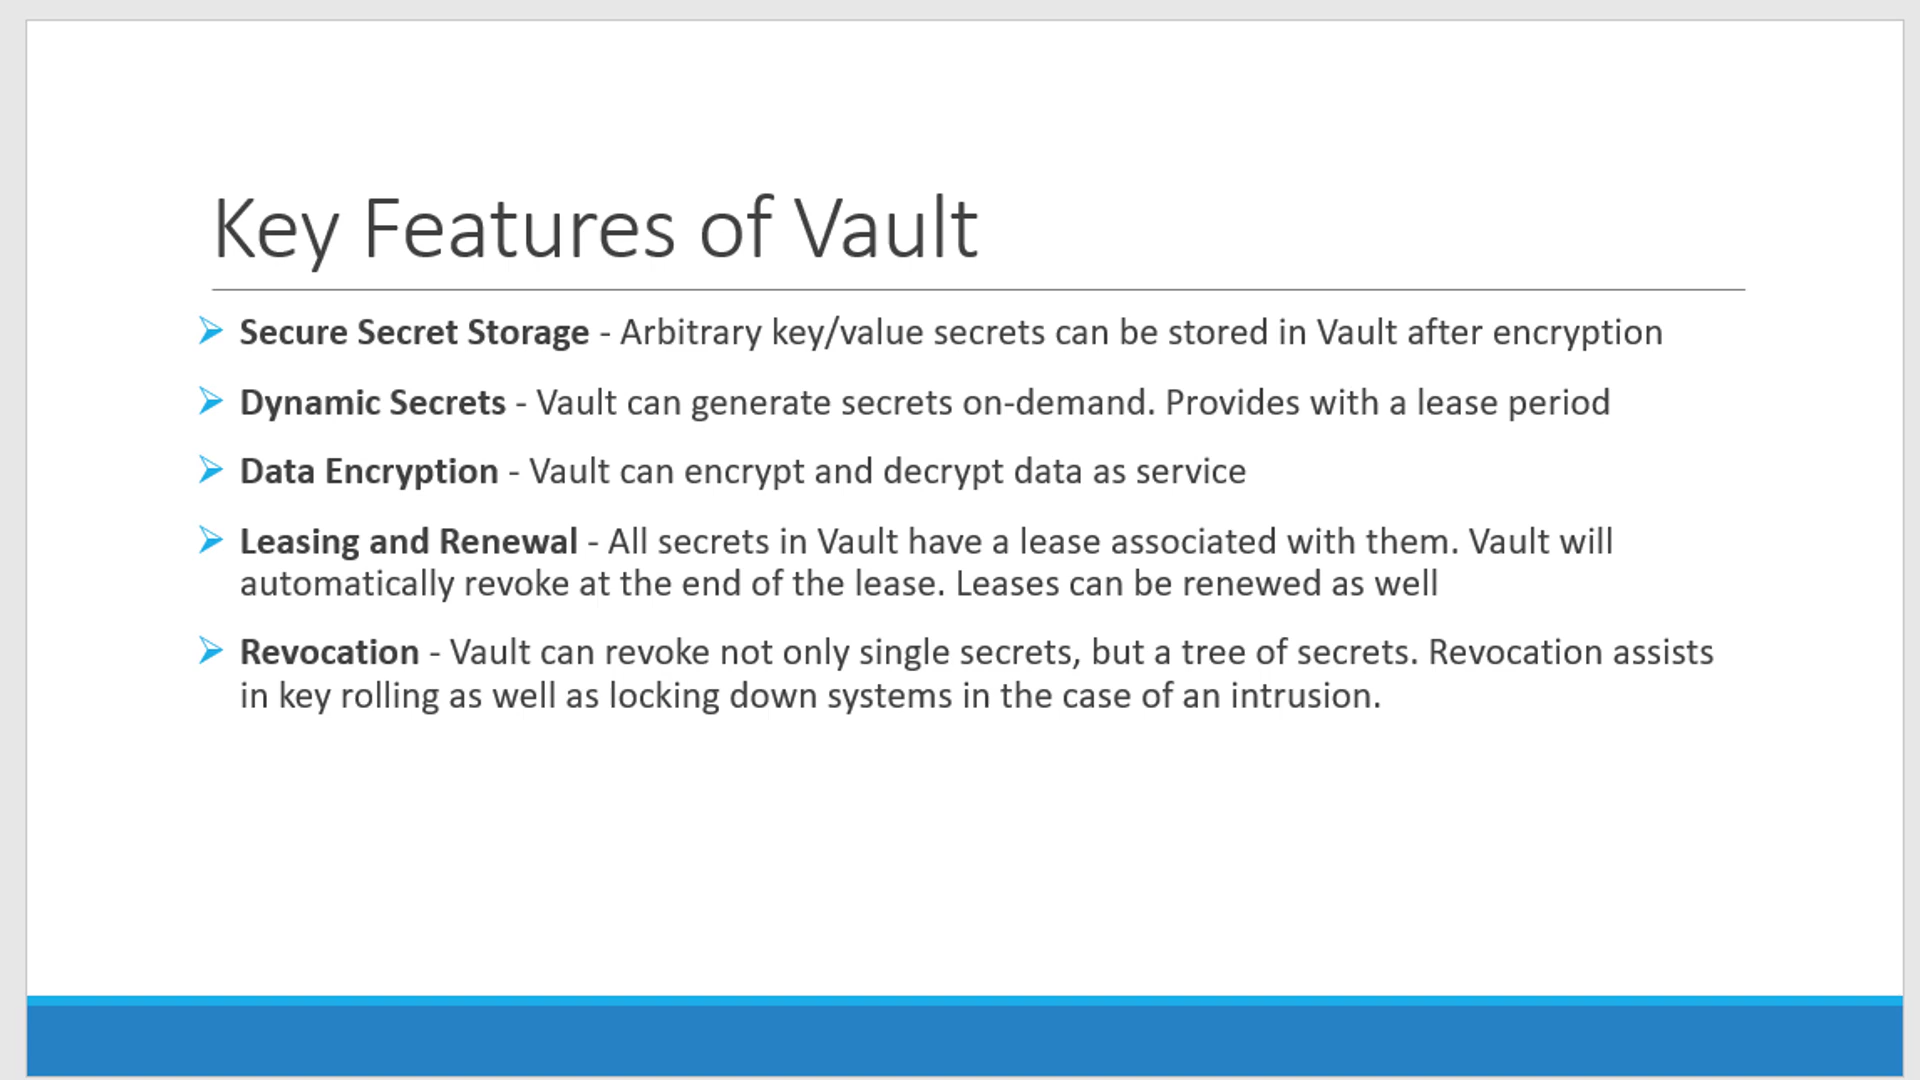 Key Features of Vault
Secure Secret Storage - Arbitrary key/value secrets can be stored in Vault after encryption
Dynamic Secrets - Vault can generate secrets on-demand. Provides with a lease period
Data Encryption - Vault can encrypt and decrypt data as service
Leasing and Renewal - All secrets in Vault have a lease associated with them. Vault will
automatically revoke at the end of the lease. Leases can be renewed as well
Revocation - Vault can revoke not only single secrets, but a tree of secrets. Revocation assists
in key rolling as well as locking down systems in the case of an intrusion.